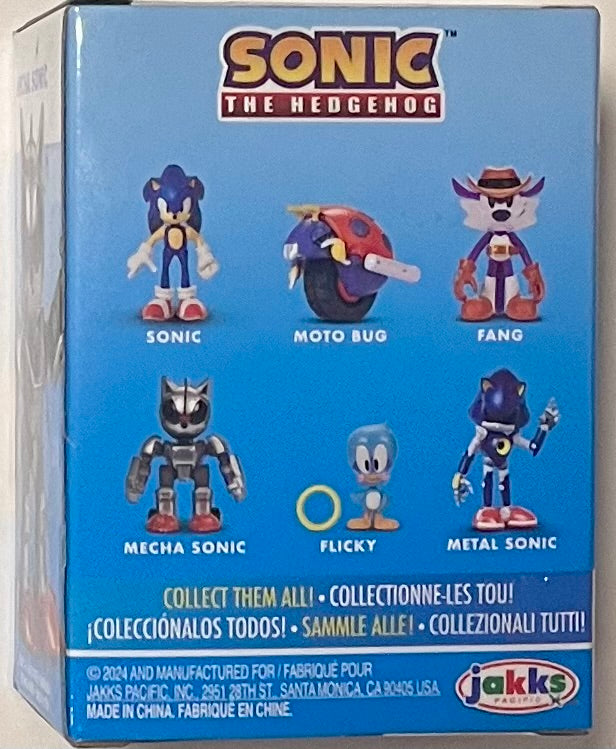 SONIC™
THE HEDGEHOG
SONIC
MOTO BUG
FANG
MECHA SONIC
FLICKY
METAL SONIC
COLLECT THEM ALL! • COLLECTIONNE-LES TOU!
¡COLECCIÓNALOS TODOS! • SAMMLE ALLE! • COLLEZIONALI TUTTI!
© 2024 AND MANUFACTURED FOR / FABRIQUÉ POUR
JAKKS PACIFIC, INC., 2951 28TH ST., SANTA MONICA, CA 90405 USA.
MADE IN CHINA. FABRIQUÉ EN CHINE.
jakks
PACIFIC